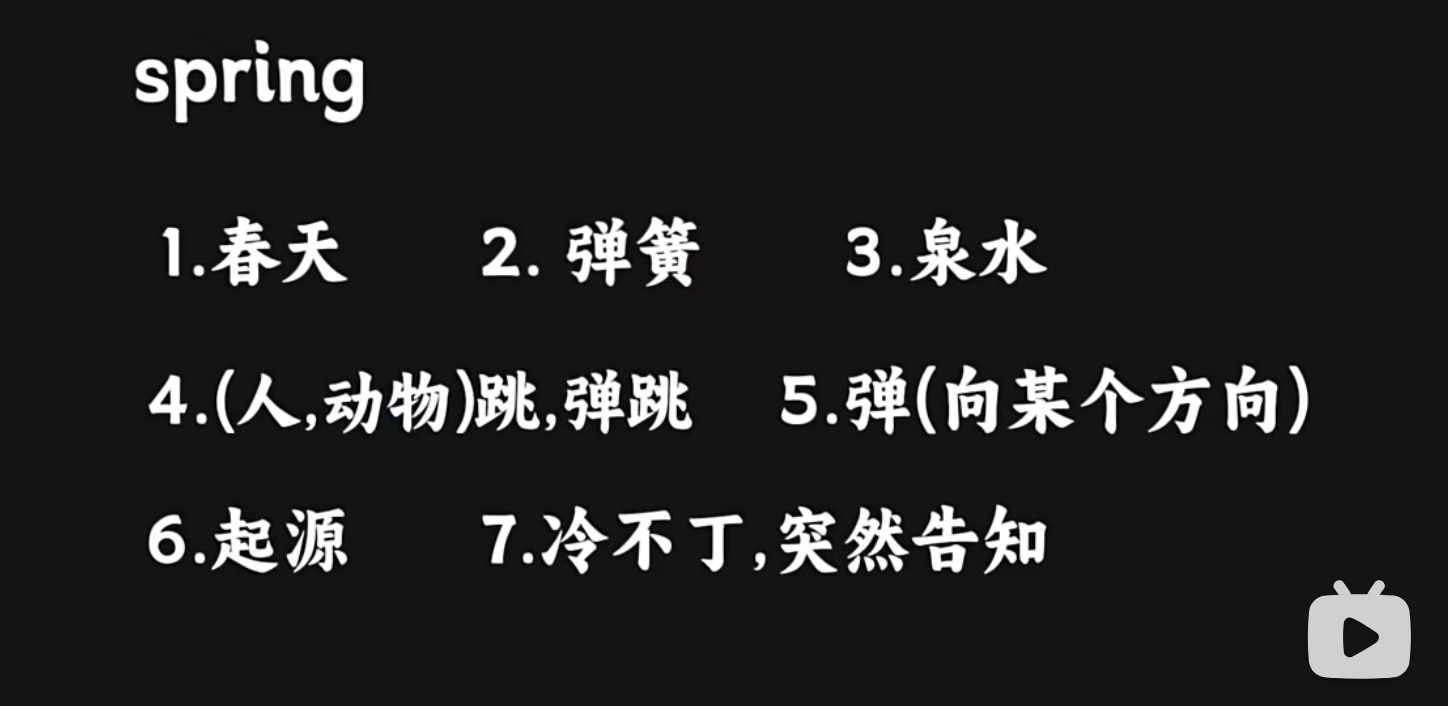 spring
1.春天 2. 弹簧 3.泉水
4.(人,动物)跳,弹跳 5.弹(向某个方向)
6.起源 7.冷不丁,突然告知